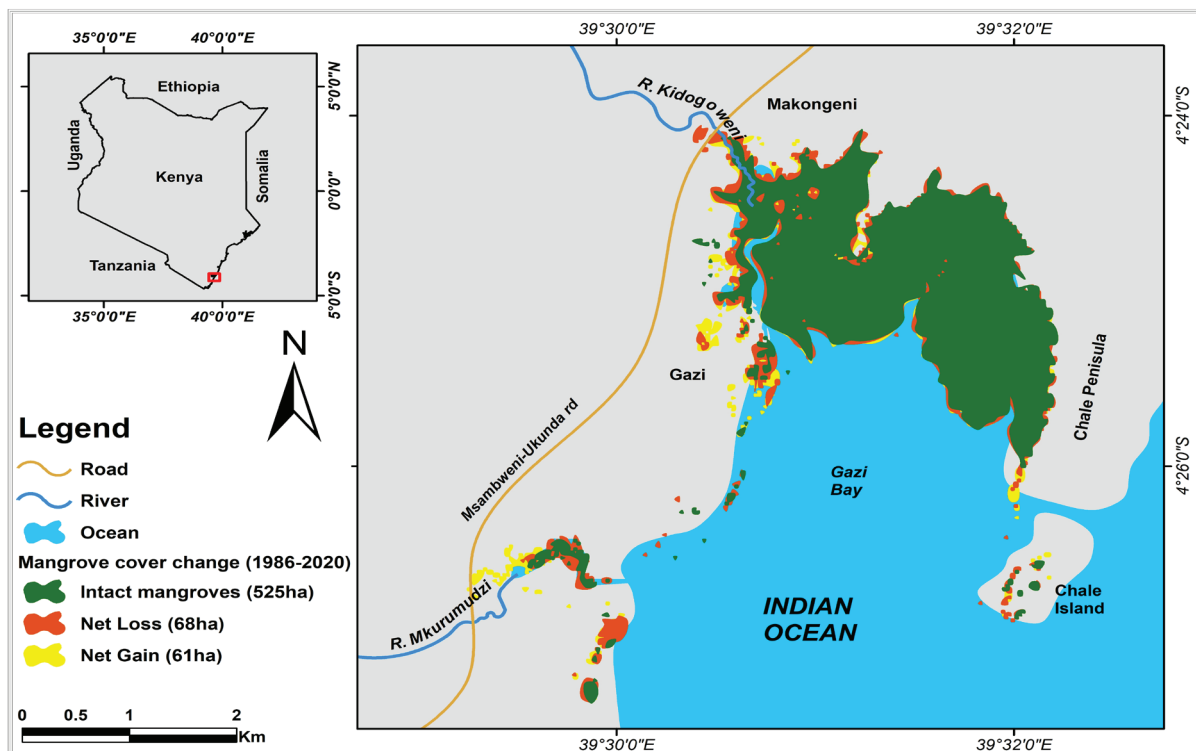 35°0'0"E 40°0'0"E
5°0'0"N
0°0'0"
5°0'0"S
Ethiopia
Uganda
Kenya
Somalia
Tanzania
35°0'0"E 40°0'0"E
N
Legend
Road
River
Ocean
Mangrove cover change (1986-2020)
Intact mangroves (525ha)
Net Loss (68ha)
Net Gain (61ha)
0 0.5 1 2
Km
39°30'0"E 39°32'0"E
4°24'0"S
4°26'0"S
R. Kidogoweni
Makongeni
Gazi
Msambweni-Ukunda rd
Chale Penisula
Gazi
Bay
R. Mkurumudzi
INDIAN
OCEAN
Chale
Island
39°30'0"E 39°32'0"E